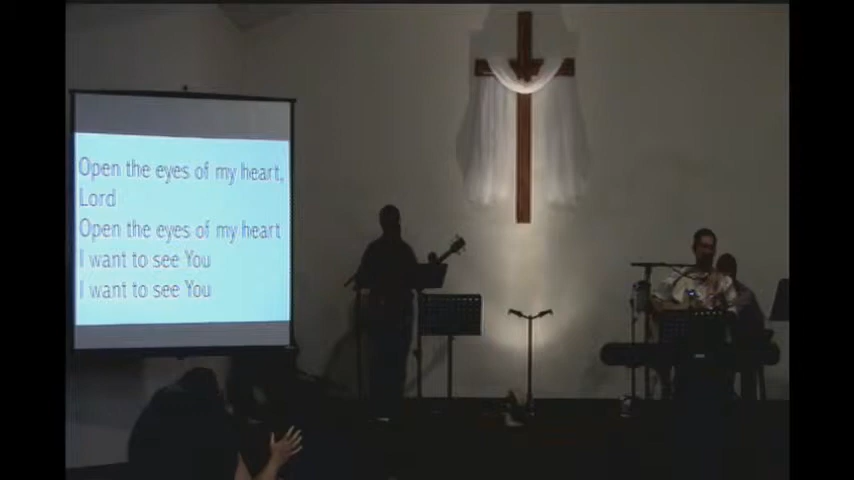 Open the eyes of my heart,
Lord
Open the eyes of my heart
I want to see You
I want to see You